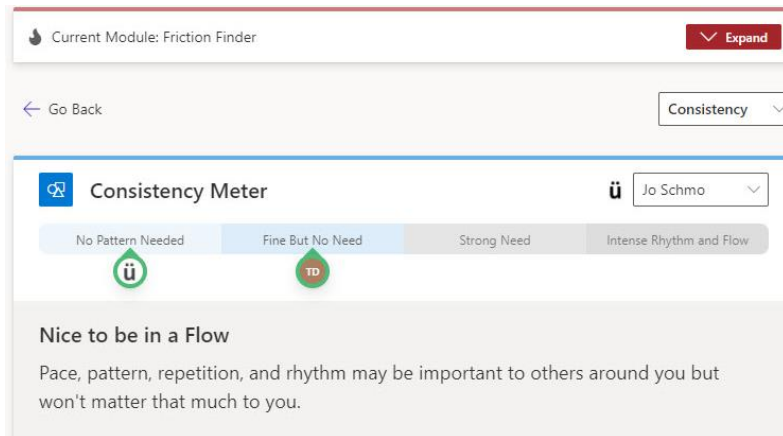 Current Module: Friction Finder
Expand
Go Back
Consistency
Consistency Meter
ü
Jo Schmo
No Pattern Needed
Fine But No Need
Strong Need
Intense Rhythm and Flow
ü
TD
Nice to be in a Flow
Pace, pattern, repetition, and rhythm may be important to others around you but
won't matter that much to you.